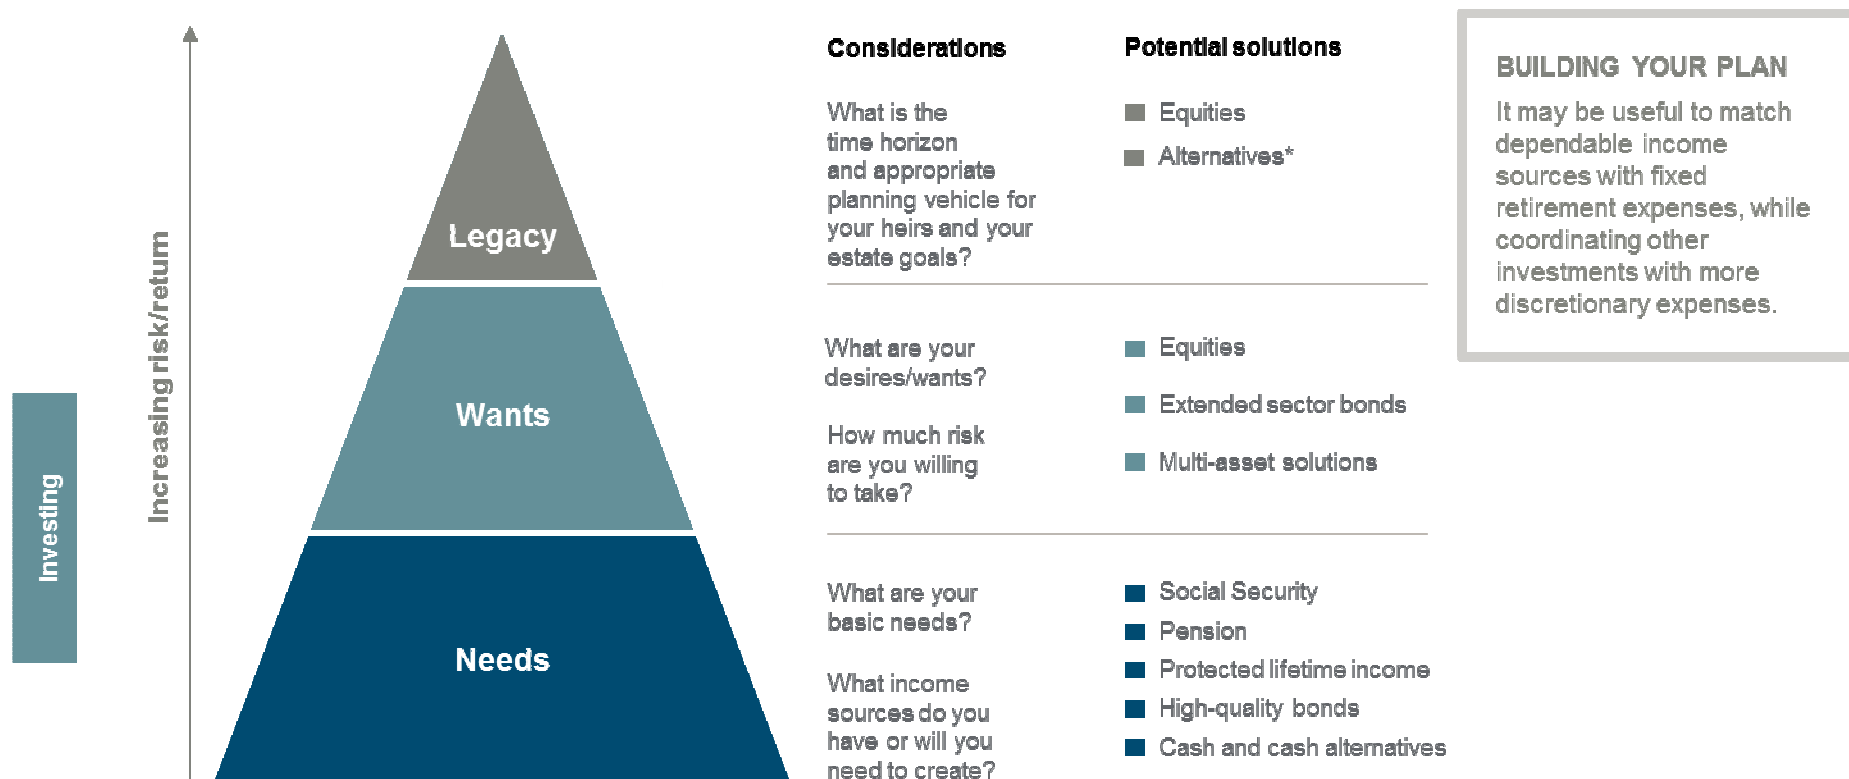 Investing
Increasing risk/return
Legacy
Wants
Needs
Considerations
What is the
time horizon
and appropriate
planning vehicle for
your heirs and your
estate goals?
What are your
desires/wants?
How much risk
are you willing
to take?
What are your
basic needs?
What income
sources do you
have or will you
need to create?
Potential solutions
Equities
Alternatives*
Equities
Extended sector bonds
Multi-asset solutions
Social Security
Pension
Protected lifetime income
High-quality bonds
Cash and cash alternatives
BUILDING YOUR PLAN
It may be useful to match
dependable income
sources with fixed
retirement expenses, while
coordinating other
investments with more
discretionary expenses.